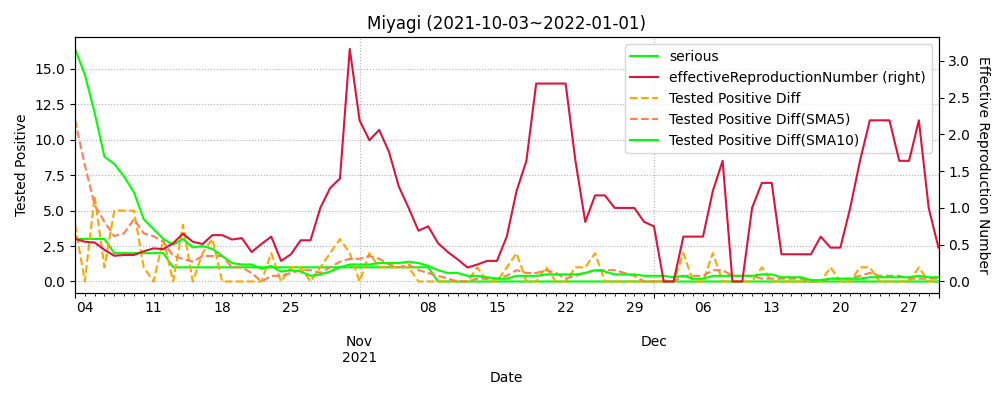 Miyagi (2021-10-03~2022-01-01)
serious
effectiveReproductionNumber (right)
Tested Positive Diff
Tested Positive Diff(SMA5)
Tested Positive Diff(SMA10)
Tested Positive
15.0
12.5
10.0
7.5
5.0
2.5
0.0
Effective Reproduction Number
3.0
2.5
2.0
1.5
1.0
0.5
0.0
04 11 18 25 08 15 22 29 06 13 20 27
Nov Dec
2021
Date